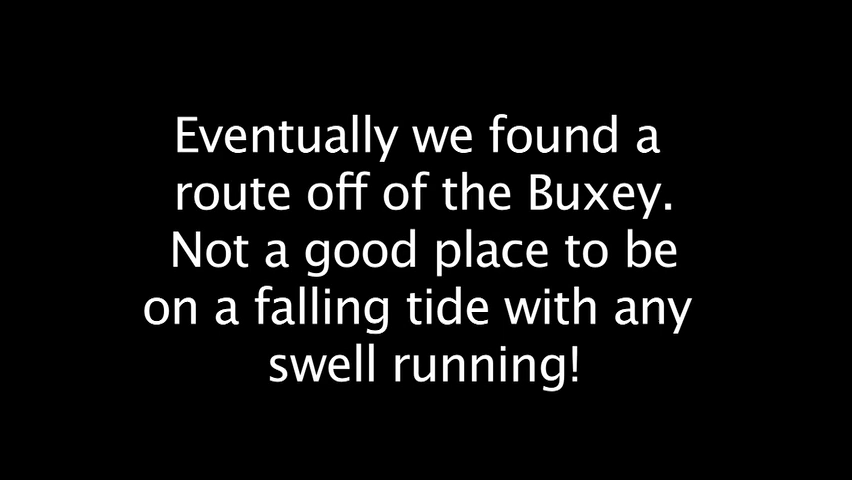 Eventually we found a
route off of the Buxey.
Not a good place to be
on a falling tide with any
swell running!